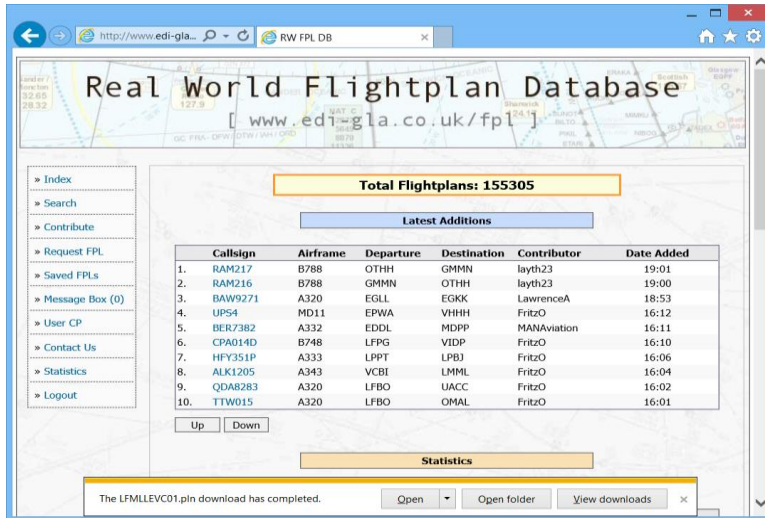 http://www.edi-gla...
RW FPL DB
Real World Flightplan Database
[ www.edi-gla.co.uk/fpl ]
» Index
» Search
» Contribute
» Request FPL
» Saved FPLs
» Message Box (0)
» User CP
» Contact Us
» Statistics
» Logout
Total Flightplans: 155305
Latest Additions
Callsign Airframe Departure Destination Contributor Date Added
1. RAM217 B788 OTHH GMMN layth23 19:01
2. RAM216 B788 GMMN OTHH layth23 19:00
3. BAW9271 A320 EGLL EGKK LawrenceA 18:53
4. UPS4 MD11 EPWA VHHH FritzO 16:12
5. BER7382 A332 EDDL MDPP MANAviation 16:11
6. CPA014D B748 LFPG VIDP FritzO 16:10
7. HFY351P A333 LPPT LPBJ FritzO 16:06
8. ALK1205 A343 VCBI LMML FritzO 16:04
9. QDA8283 A320 LFBO UACC FritzO 16:02
10. TTW015 A320 LFBO OMAL FritzO 16:01
Up Down
Statistics
The LFMLLEVC01.pln download has completed. Open Open folder View downloads